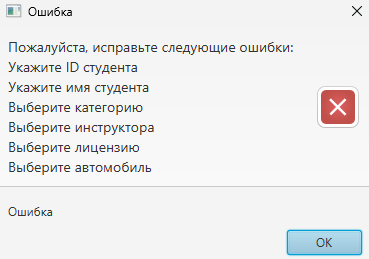 Ошибка
Пожалуйста, исправьте следующие ошибки:
Укажите ID студента
Укажите имя студента
Выберите категорию
Выберите инструктора
Выберите лицензию
Выберите автомобиль
Ошибка
OK